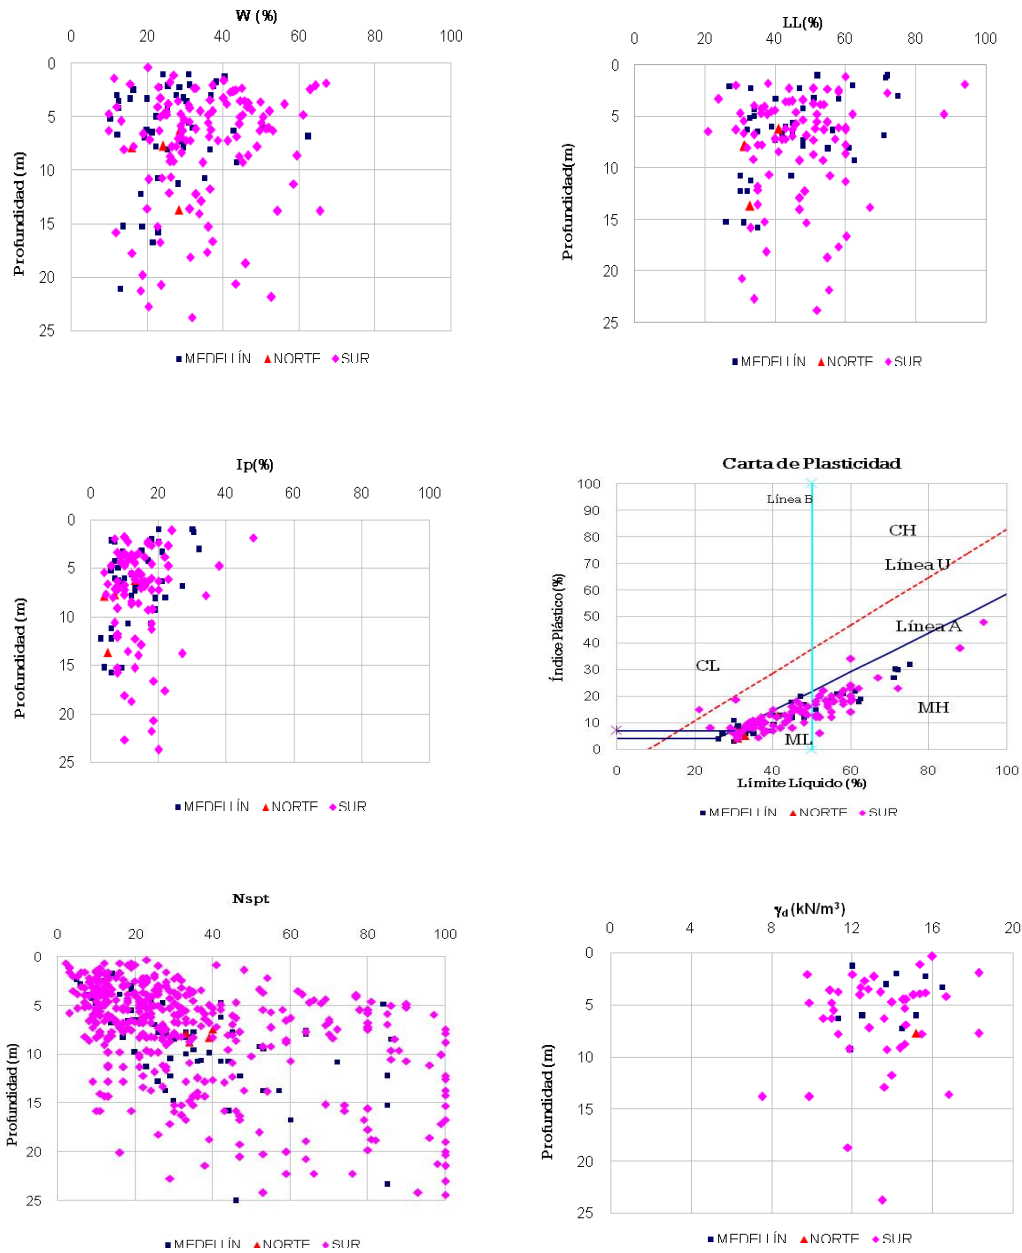 W (%)
0 20 40 60 80 100
0
5
10
15
20
25
Profundidad (m)
MEDELLÍN NORTE SUR
LL(%)
0 20 40 60 80 100
0
5
10
15
20
25
Profundidad(m)
MEDELLÍN NORTE SUR
Ip(%)
0 20 40 60 80 100
0
5
10
15
20
25
Profundidad (m)
MEDELLÍN NORTE SUR
Carta de Plasticidad
100
90
80
70
60
50
40
30
20
10
0
Índice Plástico(%)
Línea B
CH
Línea U
Línea A
CL
MH
ML
0 20 40 60 80 100
Límite Líquido (%)
MEDELLÍN NORTE SUR
Nspt
0 20 40 60 80 100
0
5
10
15
20
25
Profundidad (m)
MEDELLÍN NORTE SUR
γd (kN/m³)
0 4 8 12 16 20
0
5
10
15
20
25
Profundidad (m)
MEDELLÍN NORTE SUR